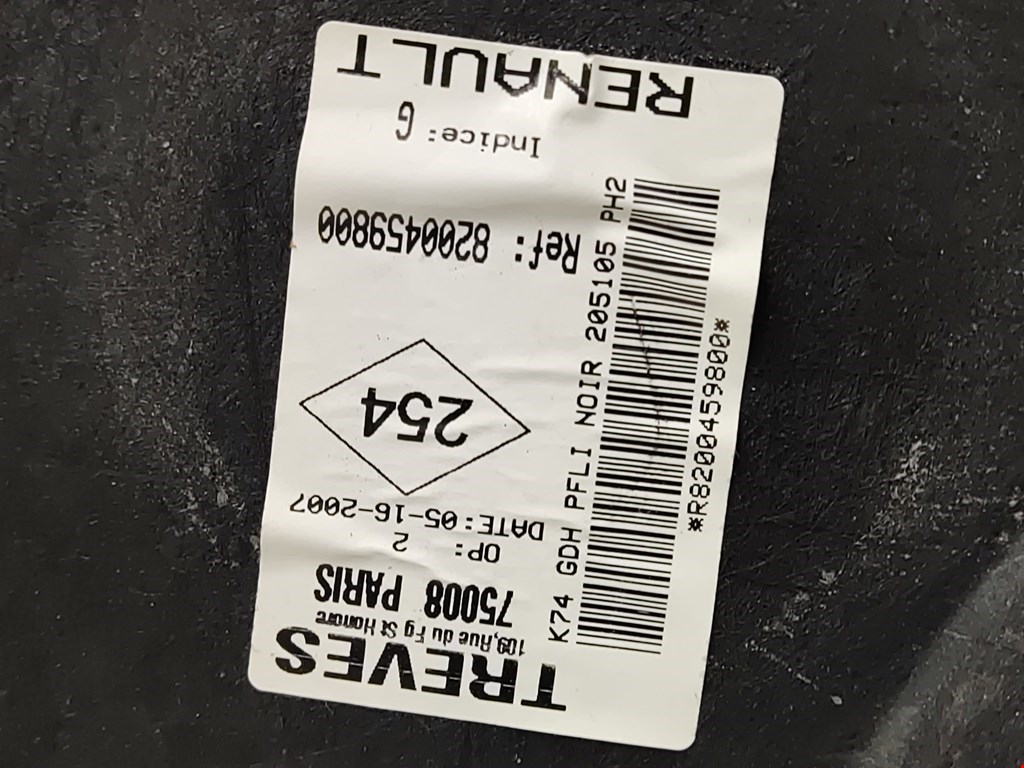 TREVES
109,Rue du Fg St Honore
75008 PARIS
OP: 2
DATE:05-16-2007
254
Ref: 8200459800
Indice: G
RENAULT
K74 GDH PFLI NOIR 205105 PH2
*R8200459800*